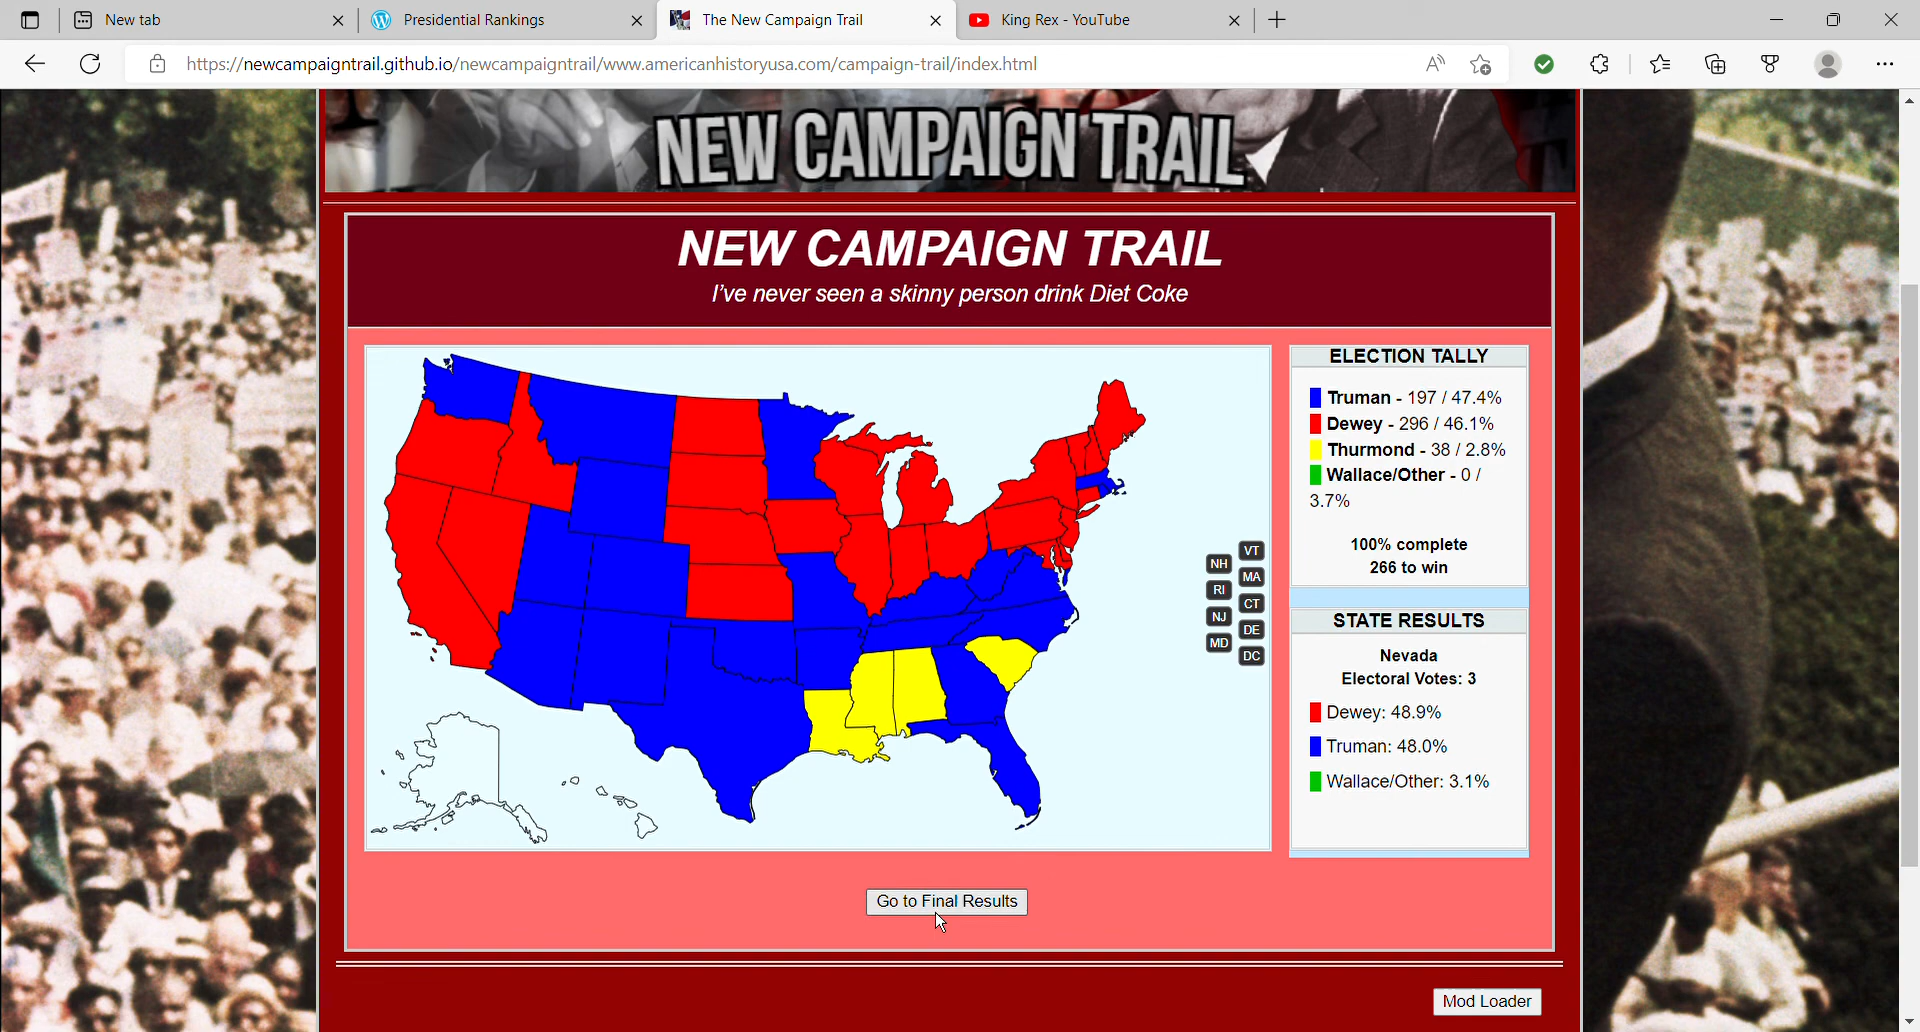 New tab
Presidential Rankings
The New Campaign Trail
King Rex - YouTube
https://newcampaigntrail.github.io/newcampaigntrail/www.americanhistoryusa.com/campaign-trail/index.html
NEW CAMPAIGN TRAIL
NEW CAMPAIGN TRAIL
I've never seen a skinny person drink Diet Coke
ELECTION TALLY
Truman - 197 / 47.4%
Dewey - 296 / 46.1%
Thurmond - 38 / 2.8%
Wallace/Other - 0 /
3.7%
100% complete
266 to win
VT
NH
MA
RI
CT
NJ
DE
MD
DC
STATE RESULTS
Nevada
Electoral Votes: 3
Dewey: 48.9%
Truman: 48.0%
Wallace/Other: 3.1%
Go to Final Results
Mod Loader